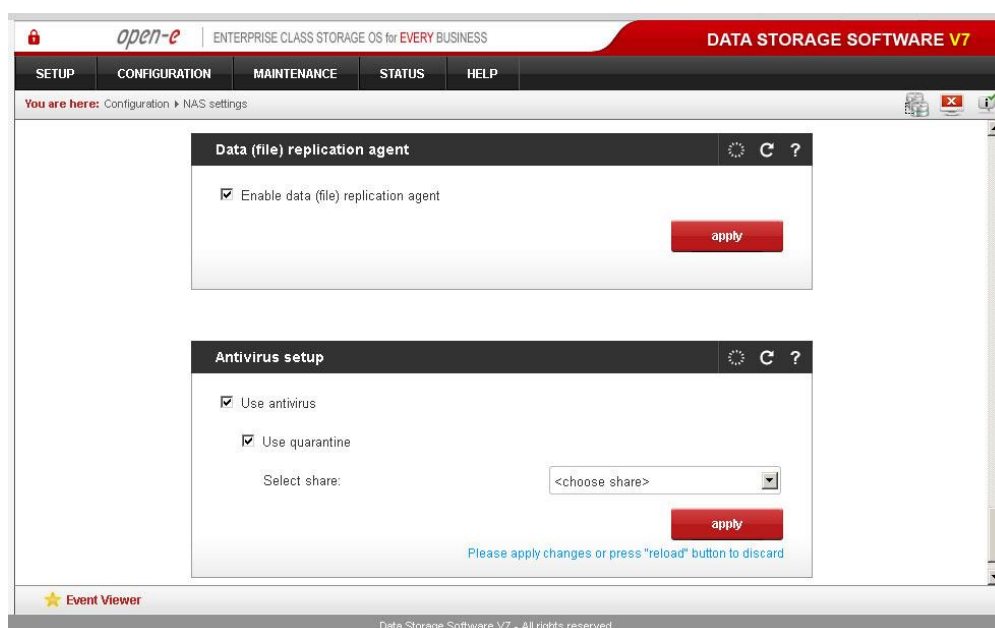 open-e ENTERPRISE CLASS STORAGE OS for EVERY BUSINESS DATA STORAGE SOFTWARE V7
SETUP CONFIGURATION MAINTENANCE STATUS HELP
You are here: Configuration NAS settings
Data (file) replication agent
Enable data (file) replication agent
apply
Antivirus setup
Use antivirus
Use quarantine
Select share: <choose share>
apply
Please apply changes or press "reload" button to discard
Event Viewer
Data Storage Software V7 - All rights reserved